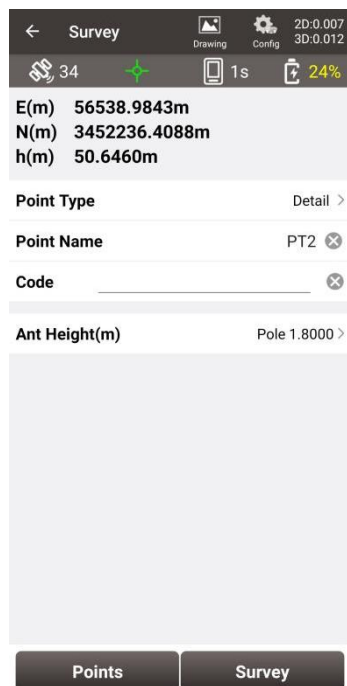 Survey
Drawing
Config
2D:0.007
3D:0.012
34
1s
24%
E(m) 56538.9843m
N(m) 3452236.4088m
h(m) 50.6460m
Point Type Detail >
Point Name PT2
Code
Ant Height(m) Pole 1.8000 >
Points
Survey